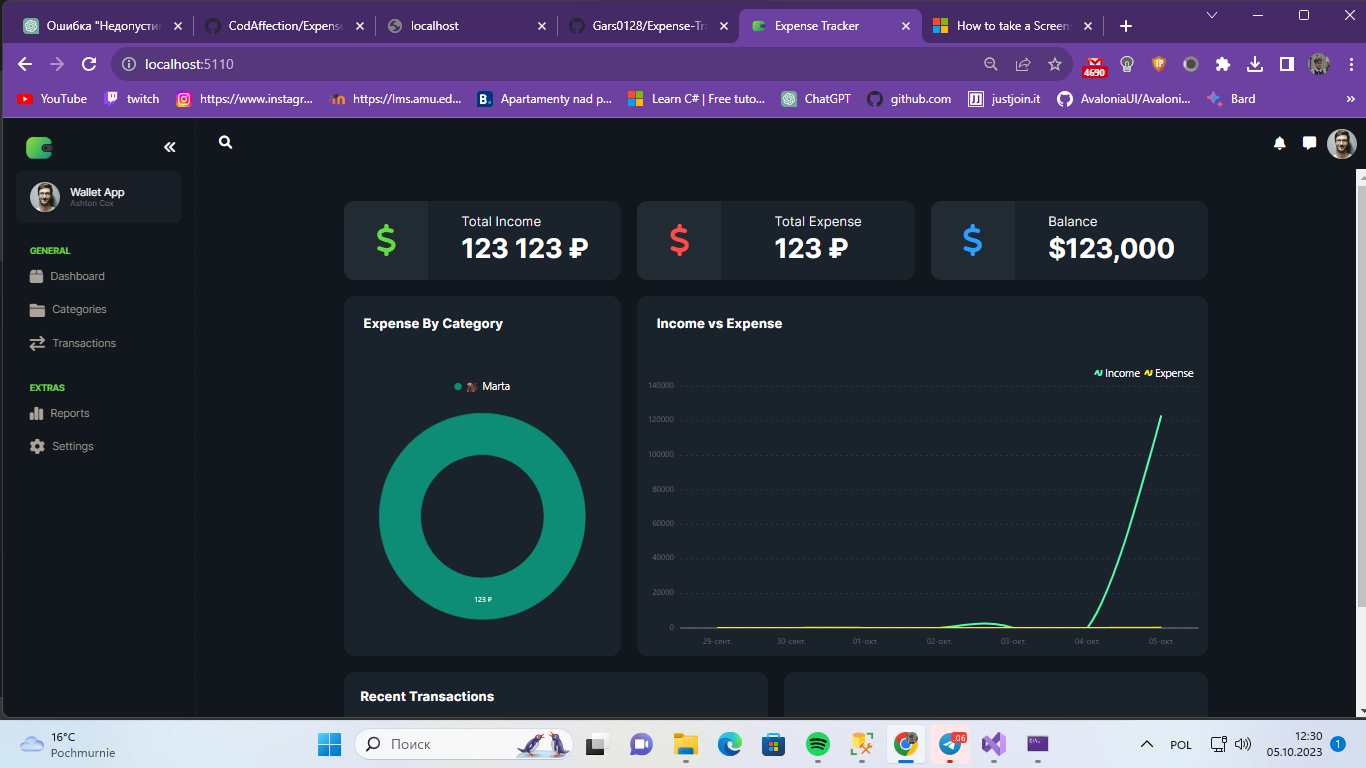 Ошибка "Недопусти
CodAffection/Expense
localhost
Gars0128/Expense-Tra
Expense Tracker
How to take a Screen
localhost:5110
4690
YouTube
twitch
https://www.instagr...
https://lms.amu.ed...
B.
Apartamenty nad p...
Learn C# | Free tuto...
ChatGPT
github.com
justjoin.it
AvaloniaUI/Avaloni...
Bard
Wallet App
Ashton Cox
GENERAL
Dashboard
Categories
Transactions
EXTRAS
Reports
Settings
Total Income
123 123 ₽
Total Expense
123 ₽
Balance
$123,000
Expense By Category
Marta
123 ₽
Income vs Expense
Income Expense
140000
120000
100000
80000
60000
40000
20000
0
29-сент. 30-сент. 01-окт. 02-окт. 03-окт. 04-окт. 05-окт.
Recent Transactions
16°C
Pochmurnie
Поиск
.06
POL
12:30
05.10.2023
1